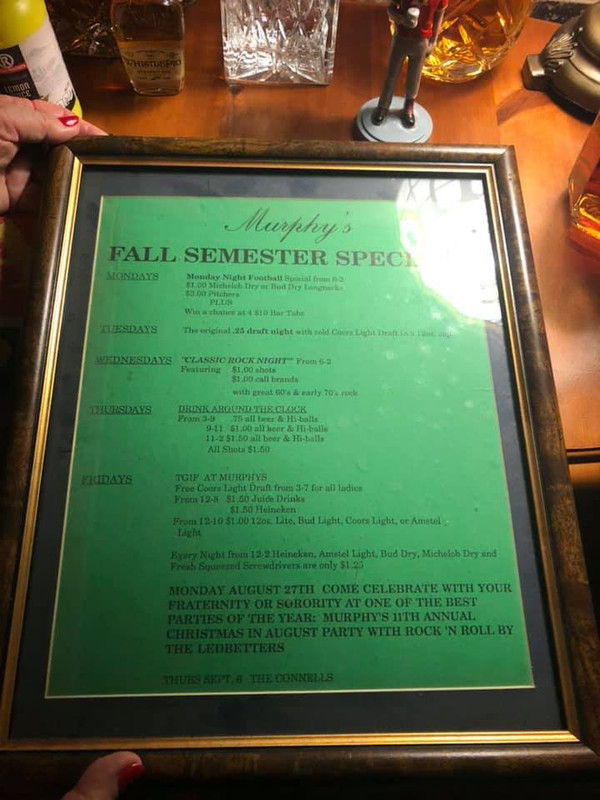 LEMON
WHISTLEPIG
Murphy's
FALL SEMESTER SPECI
MONDAYS Monday Night Football Special from 6-2
$1.00 Michelob Dry or Bud Dry Longnecks
$3.00 Pitchers
PLUS
Win a chance at 4 $10 Bar Tabs
TUESDAYS The original .25 draft night with cold Coors Light Draft in a 12oz.
WEDNESDAYS "CLASSIC ROCK NIGHT" From 6-2
Featuring $1.00 shots
$1.00 call brands
with great 60's & early 70's rock
THURSDAYS DRINK AROUND THE CLOCK
From 3-9 .75 all beer & Hi-balls
9-11 $1.00 all beer & Hi-balls
11-2 $1.50 all beer & Hi-balls
All Shots $1.50
FRIDAYS TGIF AT MURPHYS
Free Coors Light Draft from 3-7 for all ladies
From 12-8 $1.50 Juice Drinks
$1.50 Heineken
From 12-10 $1.00 12oz. Lite, Bud Light, Coors Light, or Amstel
Light
Every Night from 12-2 Heineken, Amstel Light, Bud Dry, Michelob Dry and
Fresh Squeezed Screwdrivers are only $1.25
MONDAY AUGUST 27TH COME CELEBRATE WITH YOUR
FRATERNITY OR SORORITY AT ONE OF THE BEST
PARTIES OF THE YEAR: MURPHY'S 11TH ANNUAL
CHRISTMAS IN AUGUST PARTY WITH ROCK 'N ROLL BY
THE LEDBETTERS
THURS SEPT, 6 THE CONNELLS